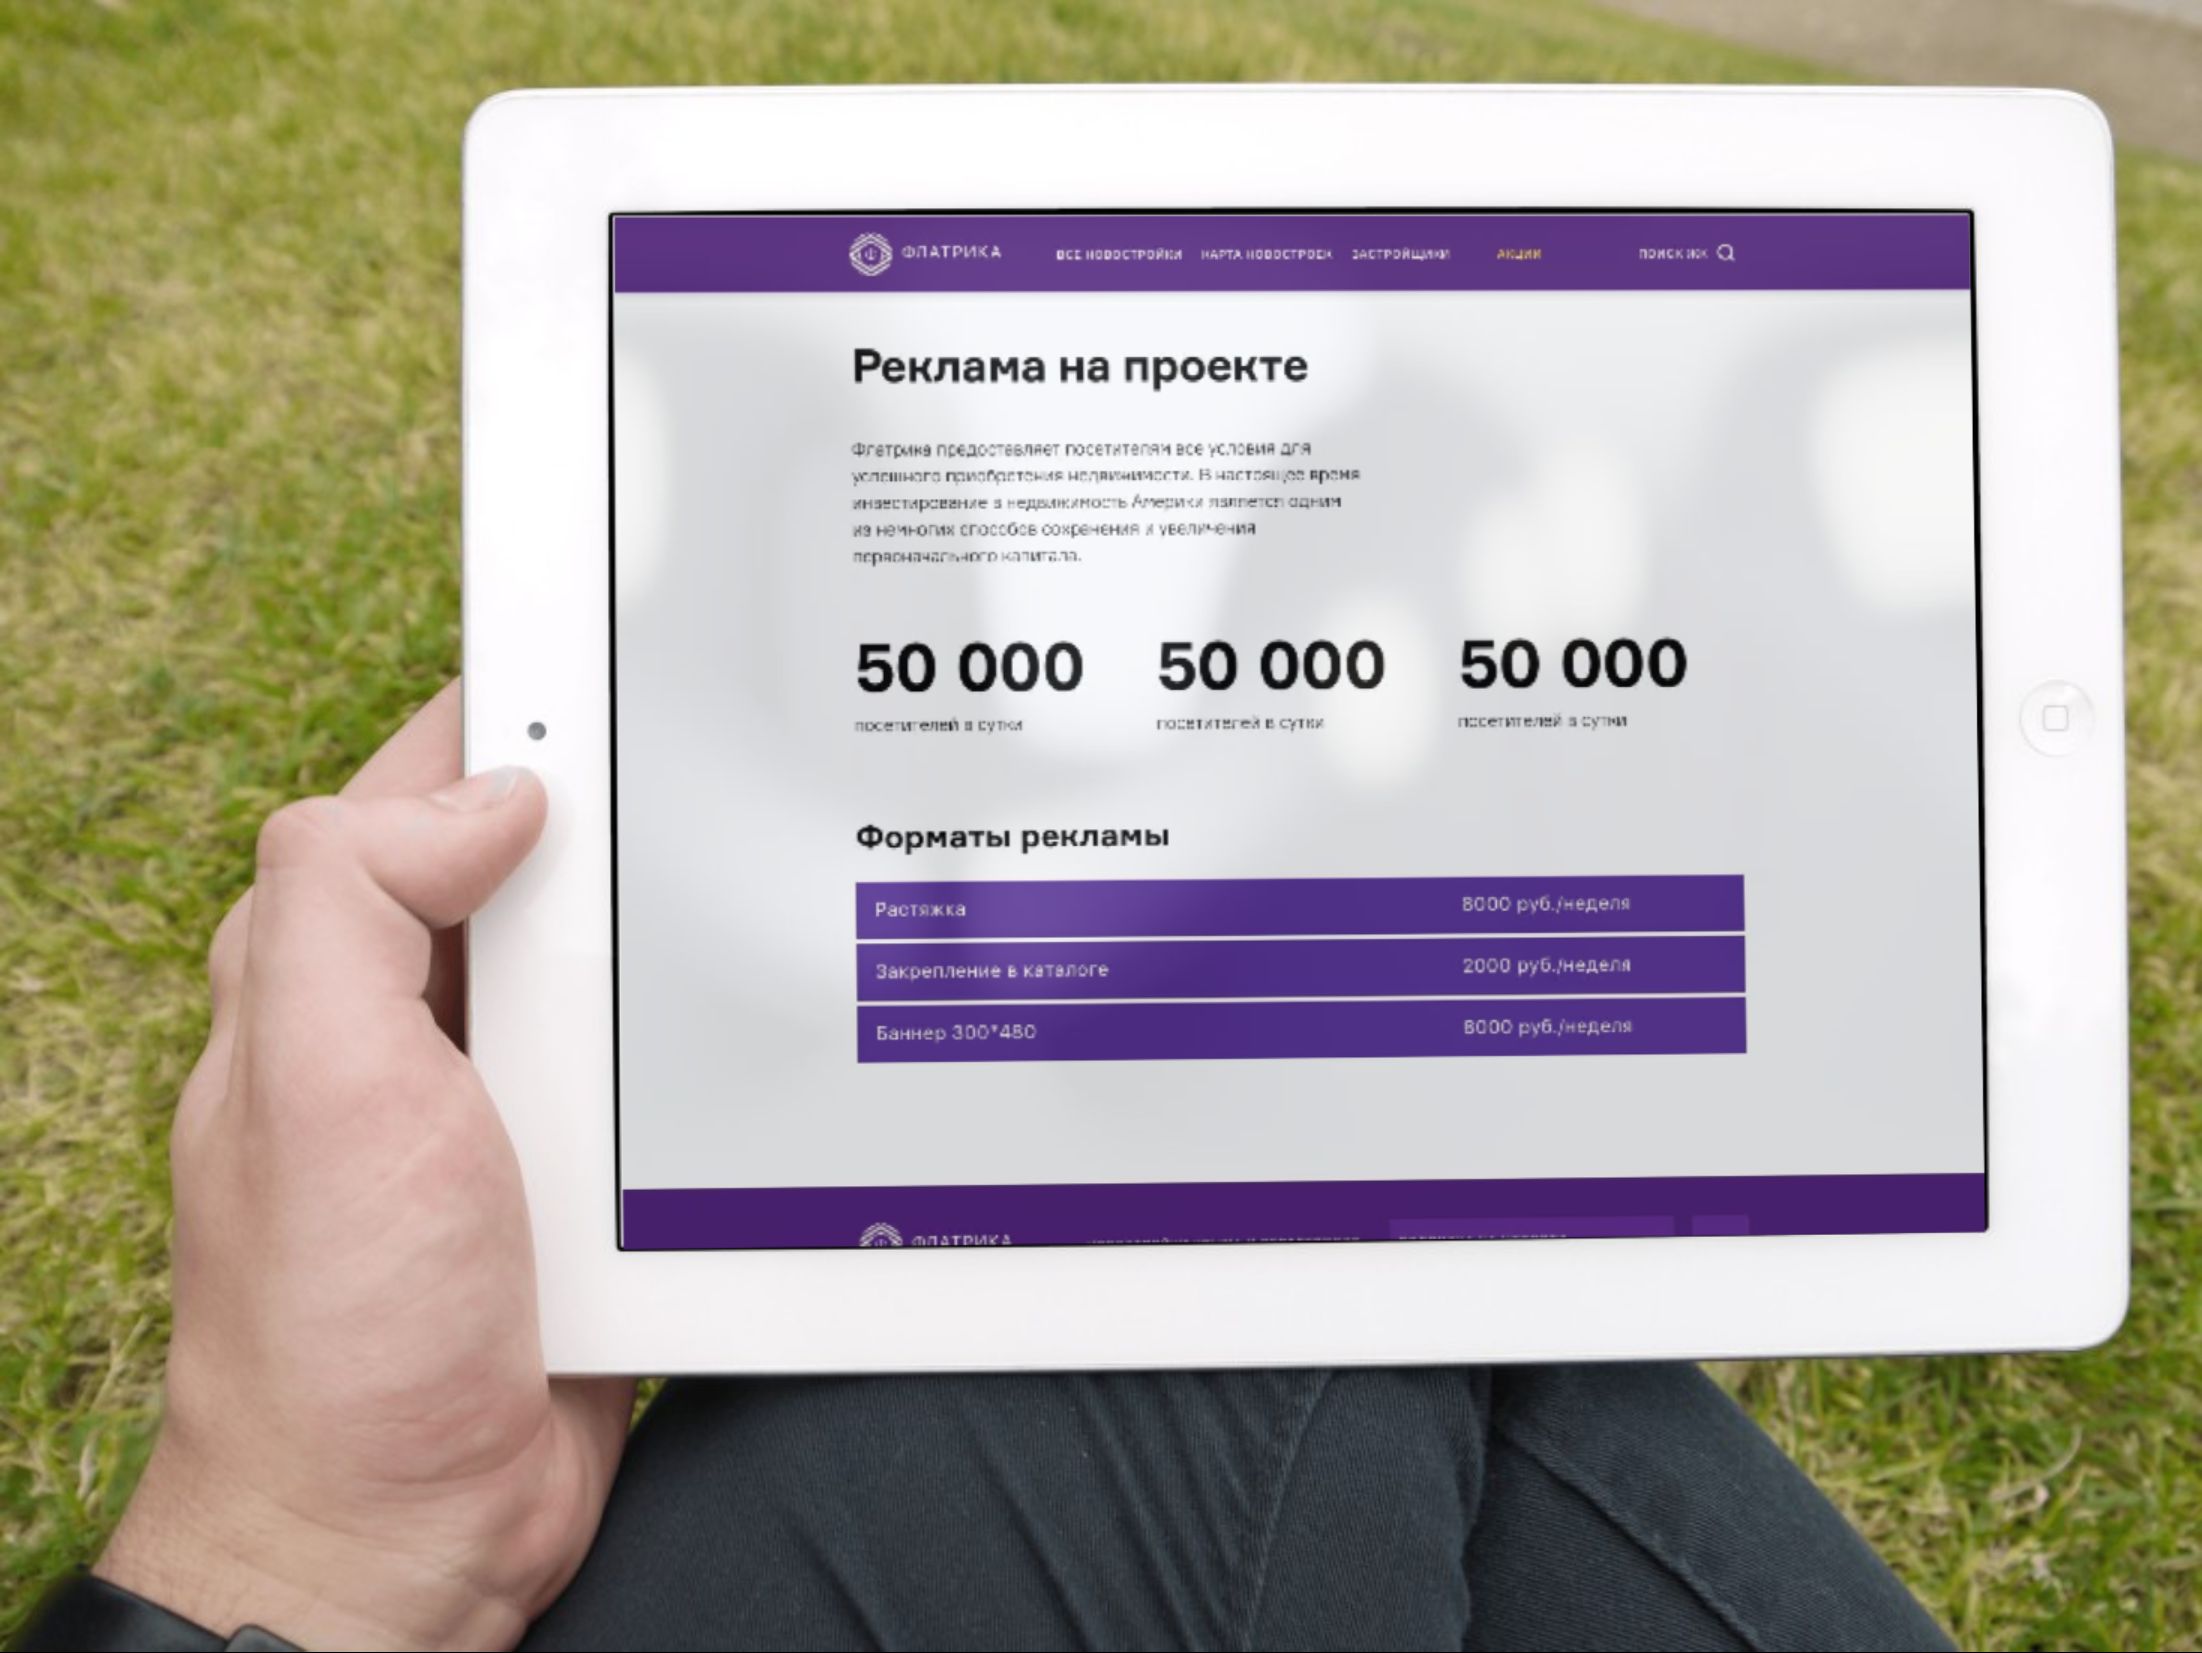 ФЛАТРИКА
ВСЕ НОВОСТРОЙКИ КАРТА НОВОСТРОЕК ЗАСТРОЙЩИКИ АКЦИИ ПОИСК ЖК
Реклама на проекте
Флатрика предоставляет посетителям все условия для
успешного приобретения недвижимости. В настоящее время
инвестирование в недвижимость Америки является одним
из немногих способов сохранения и увеличения
первоначального капитала.
50 000 50 000 50 000
посетителей в сутки посетителей в сутки посетителей в сутки
Форматы рекламы
Растяжка 8000 руб./неделя
Закрепление в каталоге 2000 руб./неделя
Баннер 300*480 8000 руб./неделя
ФЛАТРИКА